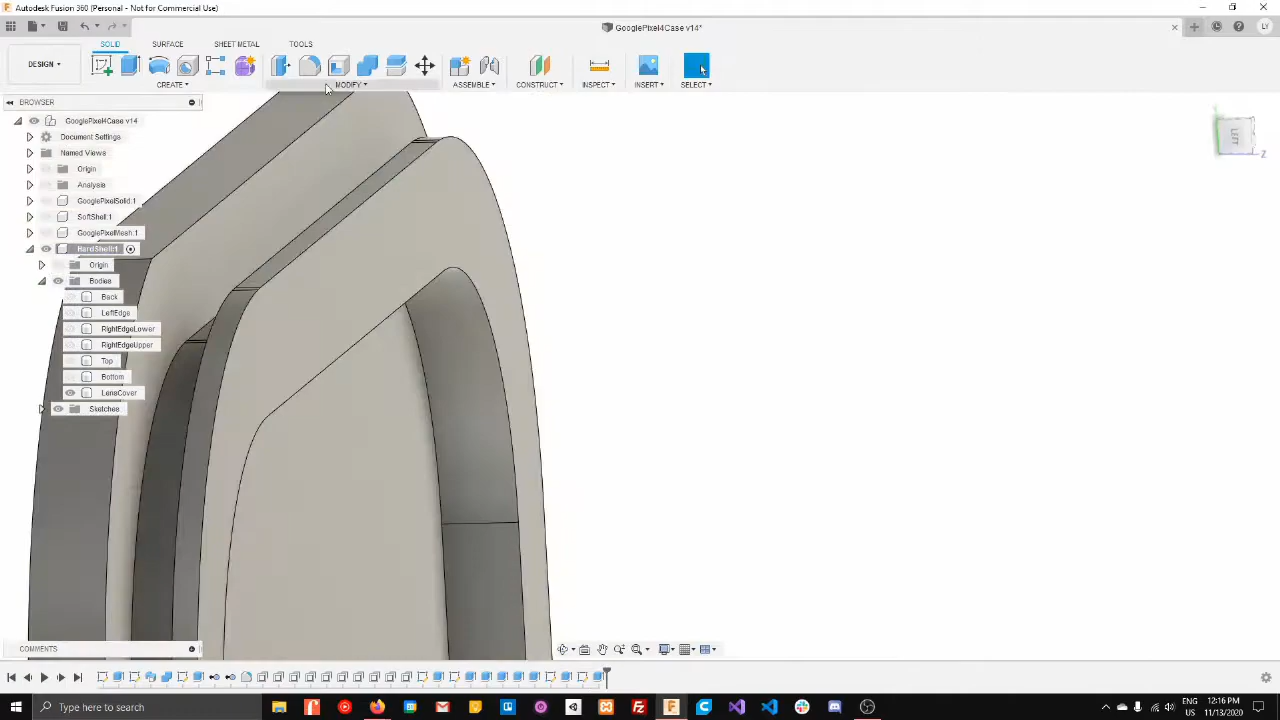 Autodesk Fusion 360 (Personal - Not for Commercial Use)
GooglePixel4Case v14*
LY
SOLID SURFACE SHEET METAL TOOLS
DESIGN
CREATE MODIFY ASSEMBLE CONSTRUCT INSPECT INSERT SELECT
BROWSER
GooglePixel4Case v14
Document Settings
Named Views
Origin
Analysis
GooglePixelSolid:1
SoftShell:1
GooglePixelMesh:1
HardShell:1
Origin
Bodies
Back
LeftEdge
RightEdgeLower
RightEdgeUpper
Top
Bottom
LensCover
Sketches
LEFT
Z
COMMENTS
Type here to search
ENG
US
12:16 PM
11/13/2020